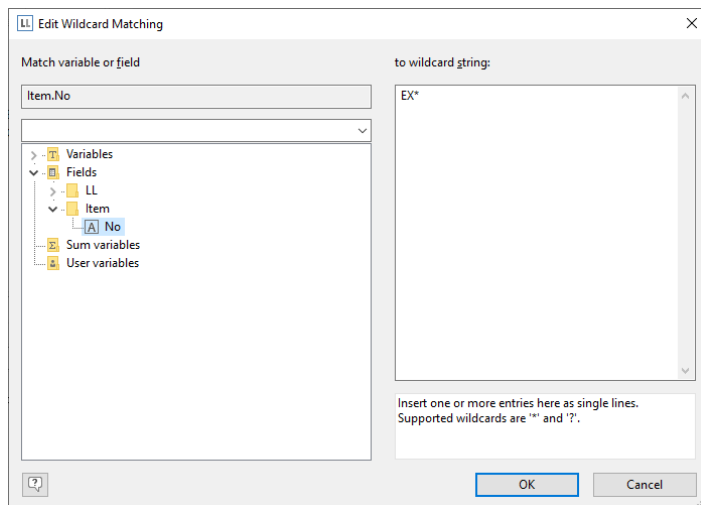 LL Edit Wildcard Matching
Match variable or field
Item.No
Variables
Fields
LL
Item
No
Sum variables
User variables
to wildcard string:
EX*
Insert one or more entries here as single lines.
Supported wildcards are '*' and '?'.
OK
Cancel